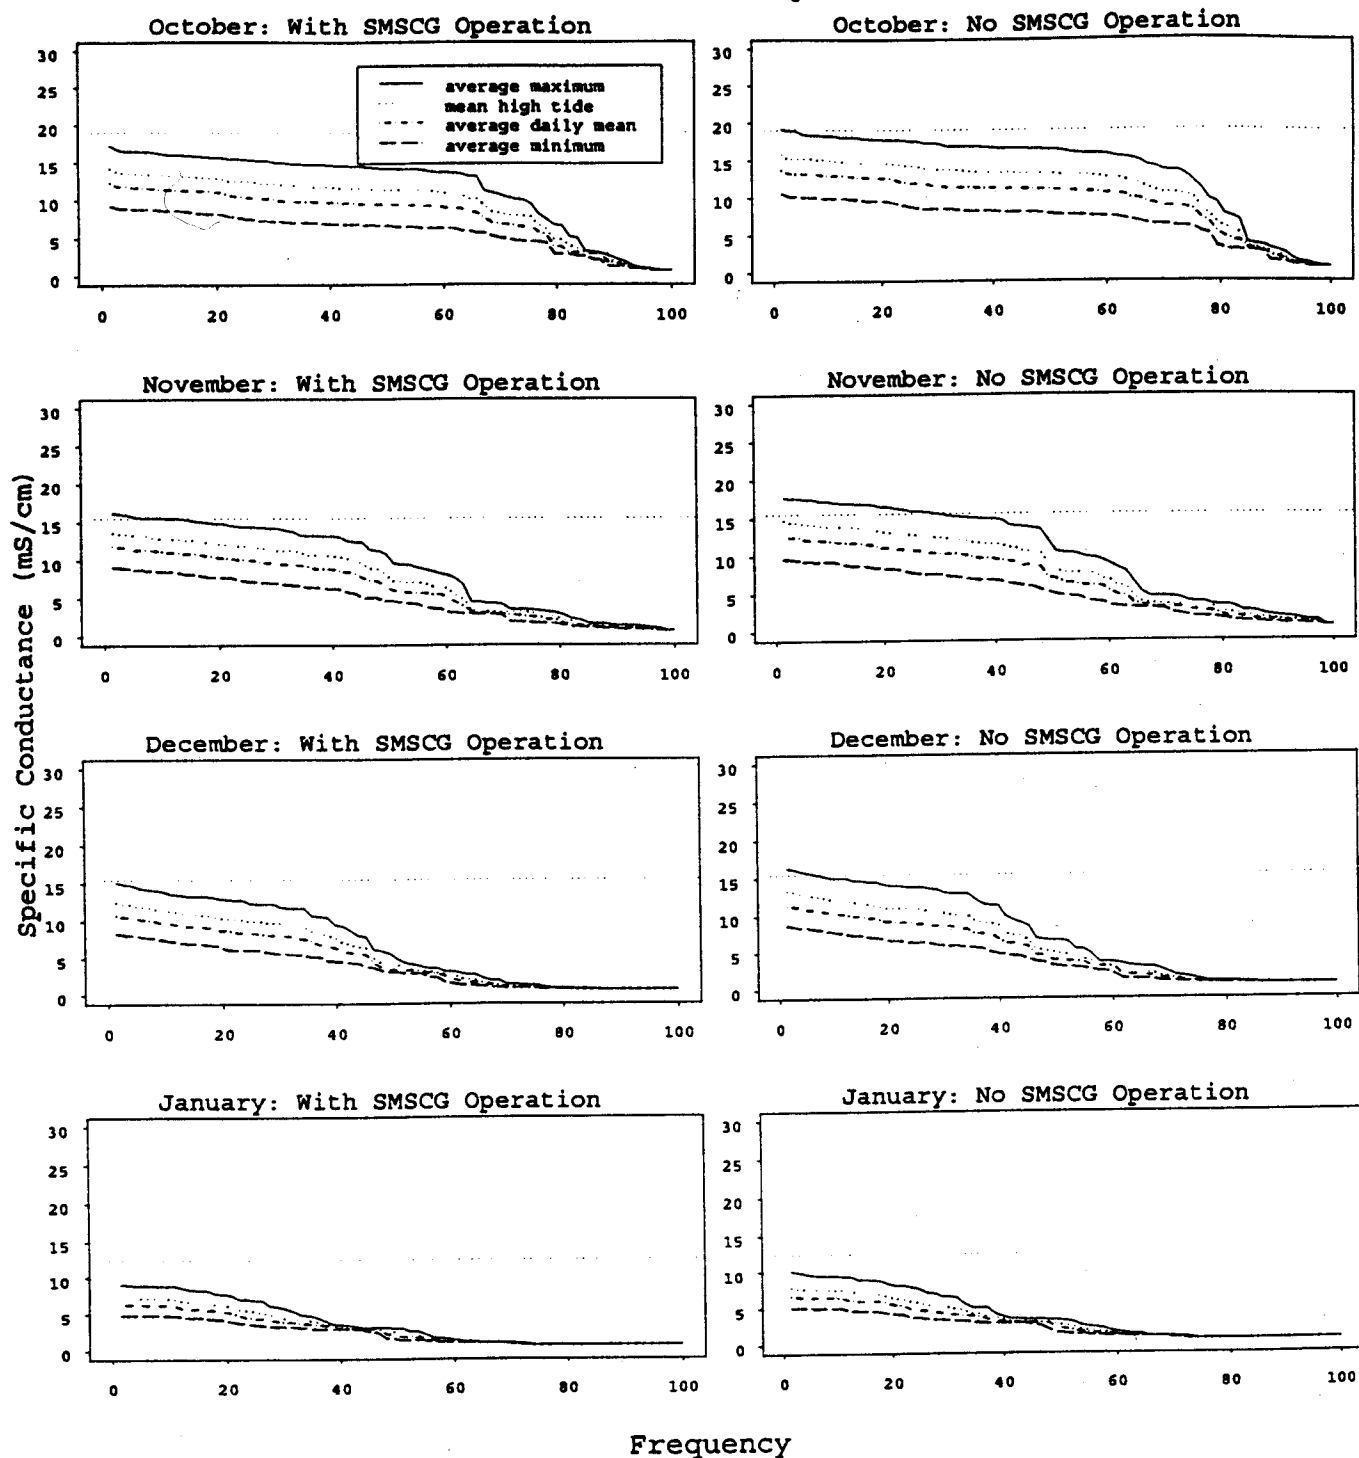 October: With SMSCG Operation
30
25
20
15
10
5
0
0 20 40 60 80 100
average maximum
mean high tide
average daily mean
average minimum
October: No SMSCG Operation
30
25
20
15
10
5
0
0 20 40 60 80 100
November: With SMSCG Operation
30
25
20
15
10
5
0
0 20 40 60 80 100
November: No SMSCG Operation
30
25
20
15
10
5
0
0 20 40 60 80 100
Specific Conductance (mS/cm)
December: With SMSCG Operation
30
25
20
15
10
5
0
0 20 40 60 80 100
December: No SMSCG Operation
30
25
20
15
10
5
0
0 20 40 60 80 100
January: With SMSCG Operation
30
25
20
15
10
5
0
0 20 40 60 80 100
January: No SMSCG Operation
30
25
20
15
10
5
0
0 20 40 60 80 100
Frequency